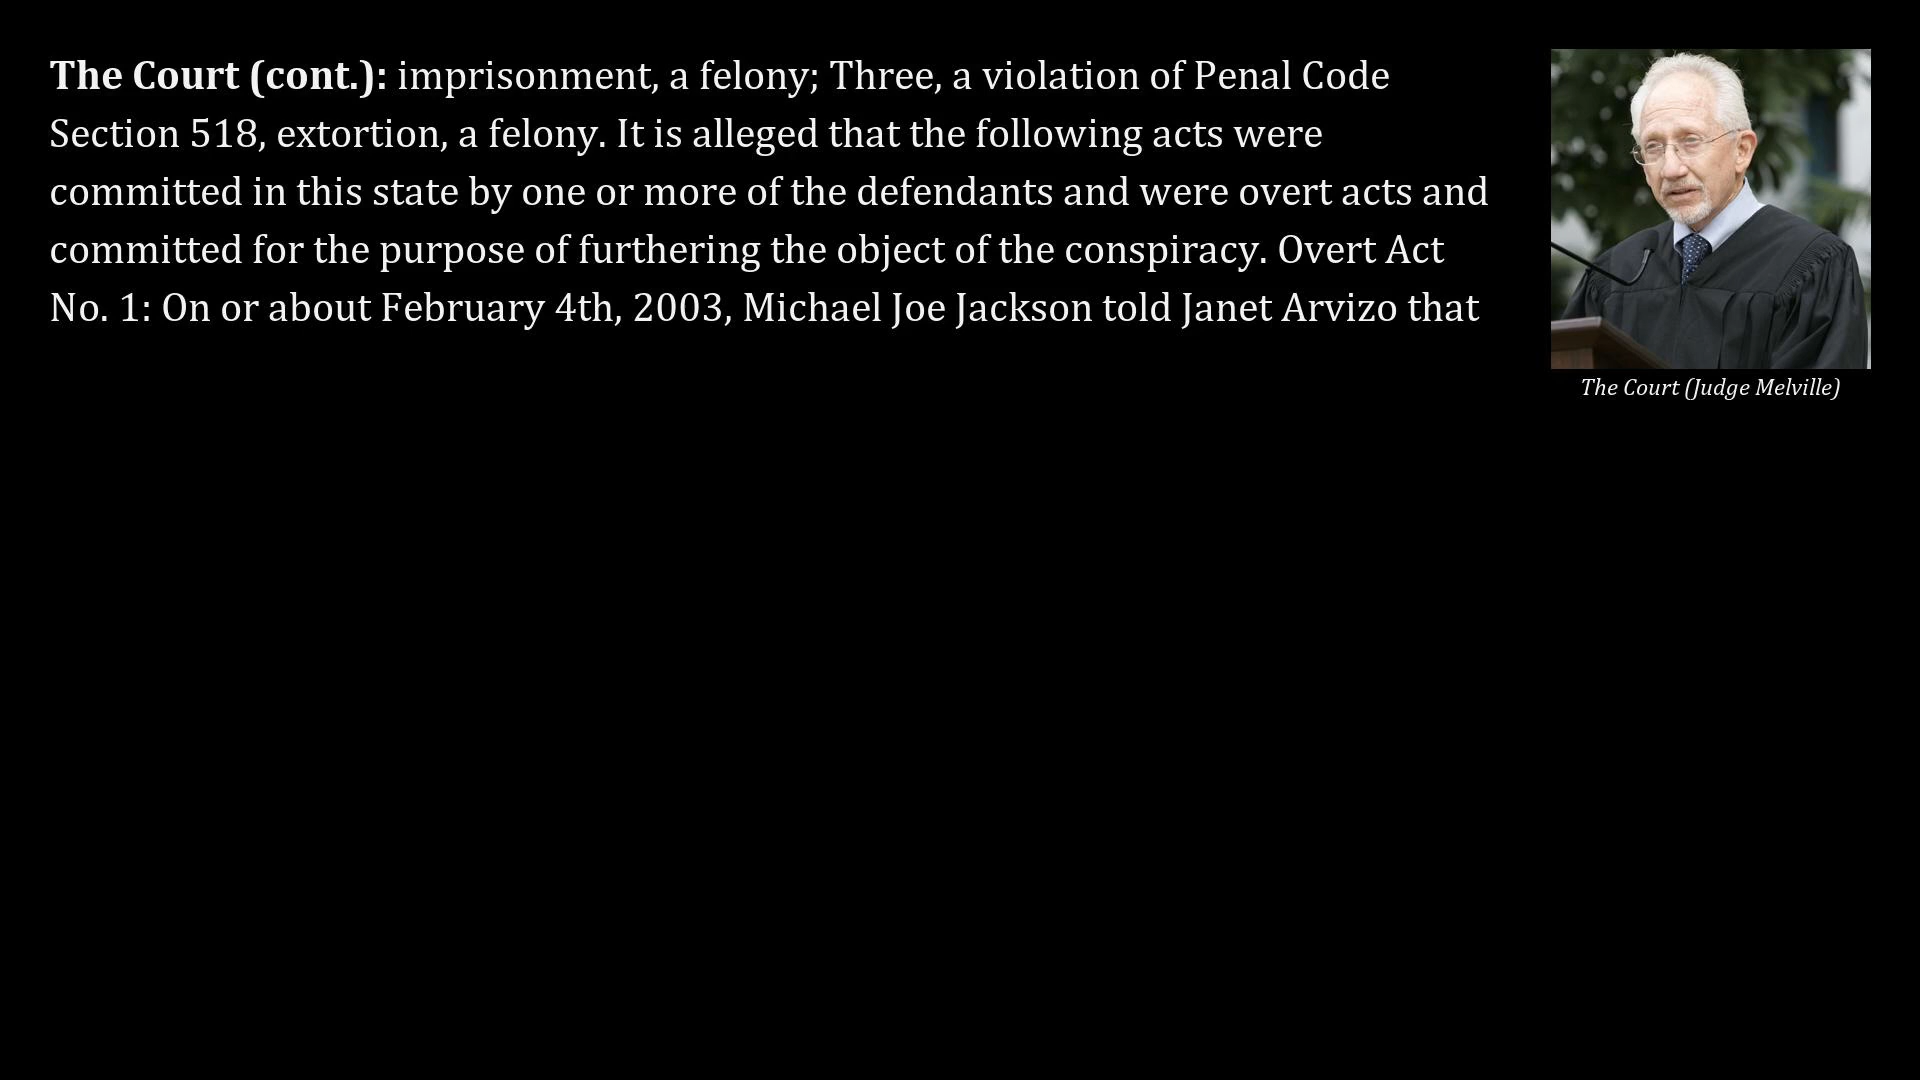 The Court (cont.): imprisonment, a felony; Three, a violation of Penal Code
Section 518, extortion, a felony. It is alleged that the following acts were
committed in this state by one or more of the defendants and were overt acts and
committed for the purpose of furthering the object of the conspiracy. Overt Act
No. 1: On or about February 4th, 2003, Michael Joe Jackson told Janet Arvizo that
The Court (Judge Melville)